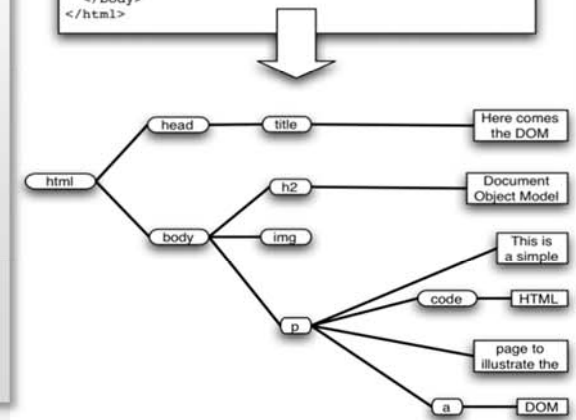 </body>
</html>
head
title
Here comes
the DOM
html
h2
Document
Object Model
body
img
This is
a simple
code
HTML
p
page to
illustrate the
a
DOM